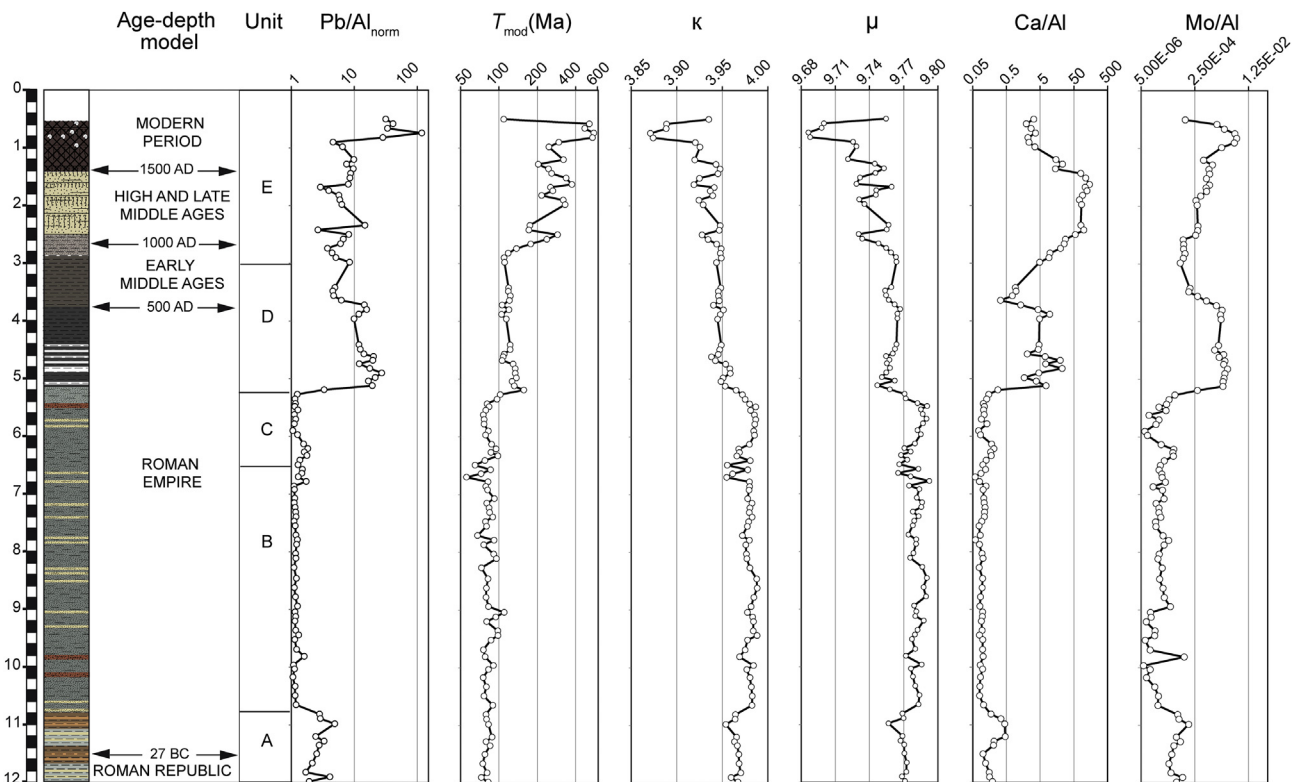 Age-depth
model
Unit
Pb/Alnorm
Tmod(Ma)
κ
μ
Ca/Al
Mo/Al
1
10
100
50
100
200
400
600
3.85
3.90
3.95
4.00
9.68
9.71
9.74
9.77
9.80
0.05
0.5
5
50
500
5.00E-06
2.50E-04
1.25E-02
0
MODERN
PERIOD
1
1500 AD
E
HIGH AND LATE
MIDDLE AGES
2
1000 AD
EARLY
MIDDLE AGES
3
500 AD
D
4
5
C
6
ROMAN
EMPIRE
7
B
8
9
10
11
A
27 BC
ROMAN REPUBLIC
12